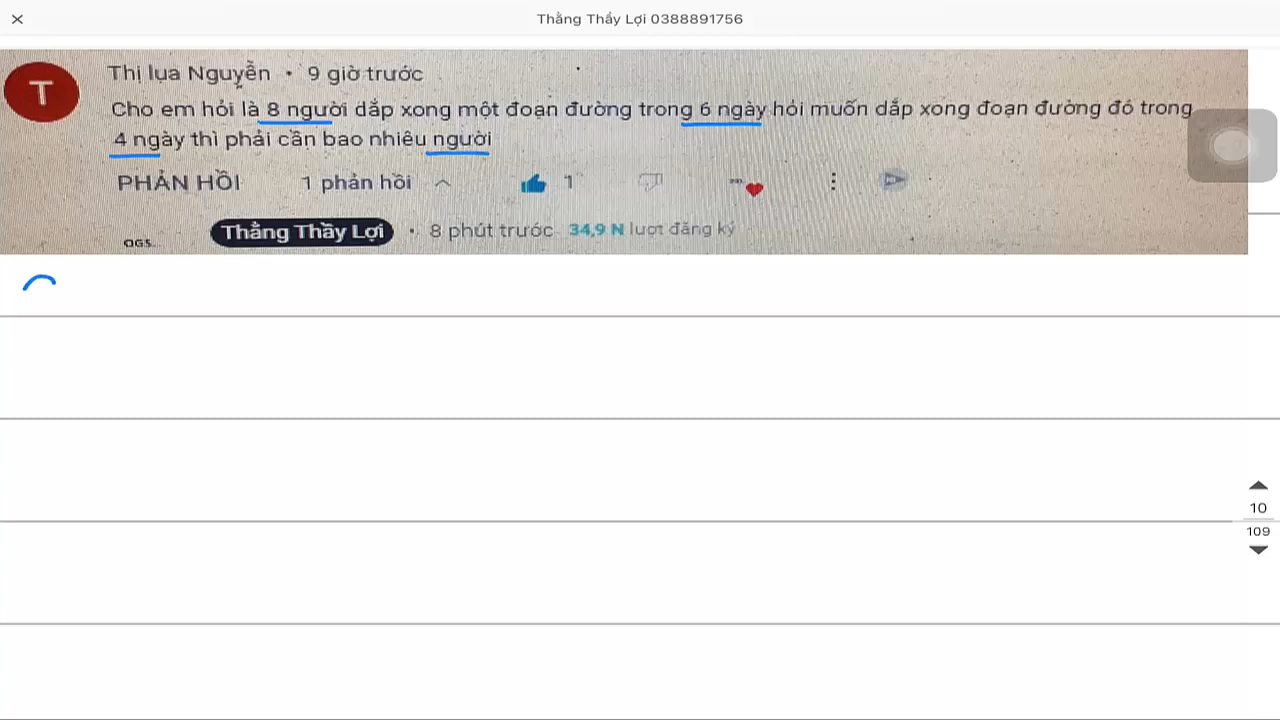 Thằng Thầy Lợi 0388891756
T
Thị lụa Nguyễn • 9 giờ trước
Cho em hỏi là 8 người dắp xong một đoạn đường trong 6 ngày hỏi muốn dắp xong đoạn đường đó trong
4 ngày thì phải cần bao nhiêu người
PHẢN HỒI 1 phản hồi 1
Thằng Thầy Lợi • 8 phút trước 34,9 N lượt đăng ký
10
109